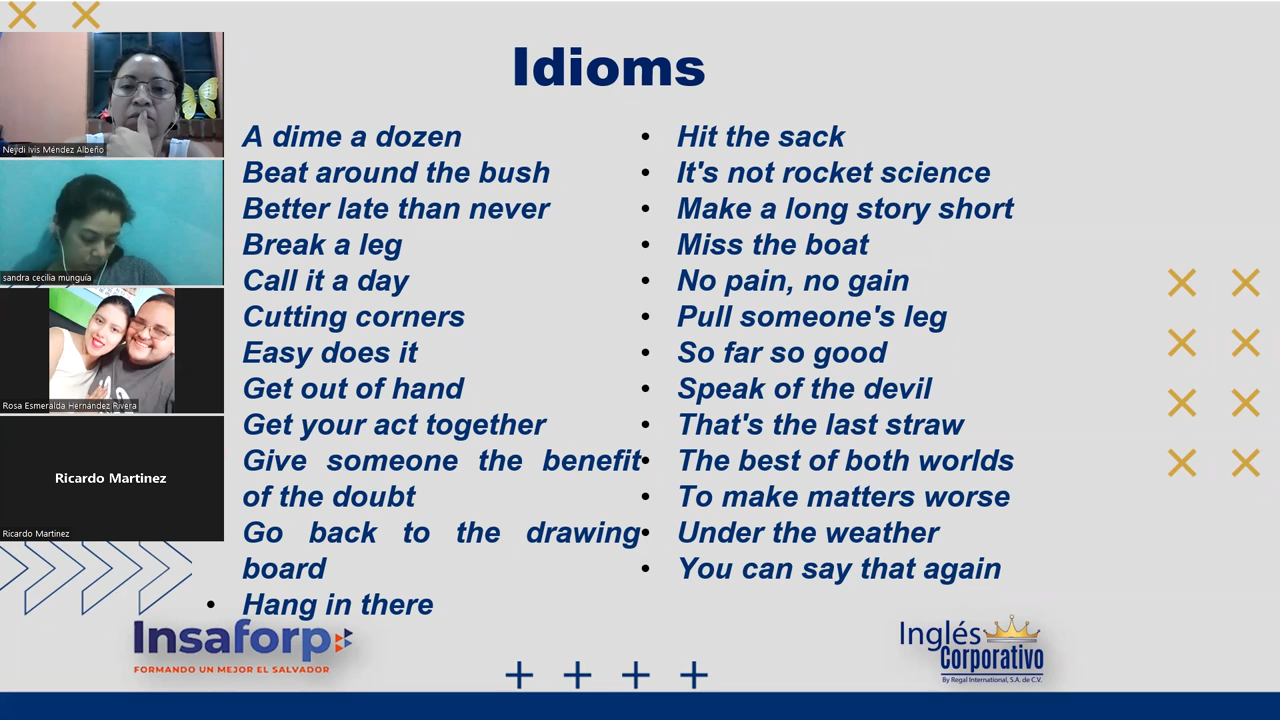 Idioms
Neydi Ivis Méndez Albeño
sandra cecilia munguía
Rosa Esmeralda Hernández Rivera
Ricardo Martinez
Ricardo Martinez
A dime a dozen
Beat around the bush
Better late than never
Break a leg
Call it a day
Cutting corners
Easy does it
Get out of hand
Get your act together
Give someone the benefit
of the doubt
Go back to the drawing
board
• Hang in there
• Hit the sack
• It's not rocket science
• Make a long story short
• Miss the boat
• No pain, no gain
• Pull someone's leg
• So far so good
• Speak of the devil
• That's the last straw
• The best of both worlds
• To make matters worse
• Under the weather
• You can say that again
Insaforp
FORMANDO UN MEJOR EL SALVADOR
Inglés
Corporativo
By Regal International, S.A. de C.V.